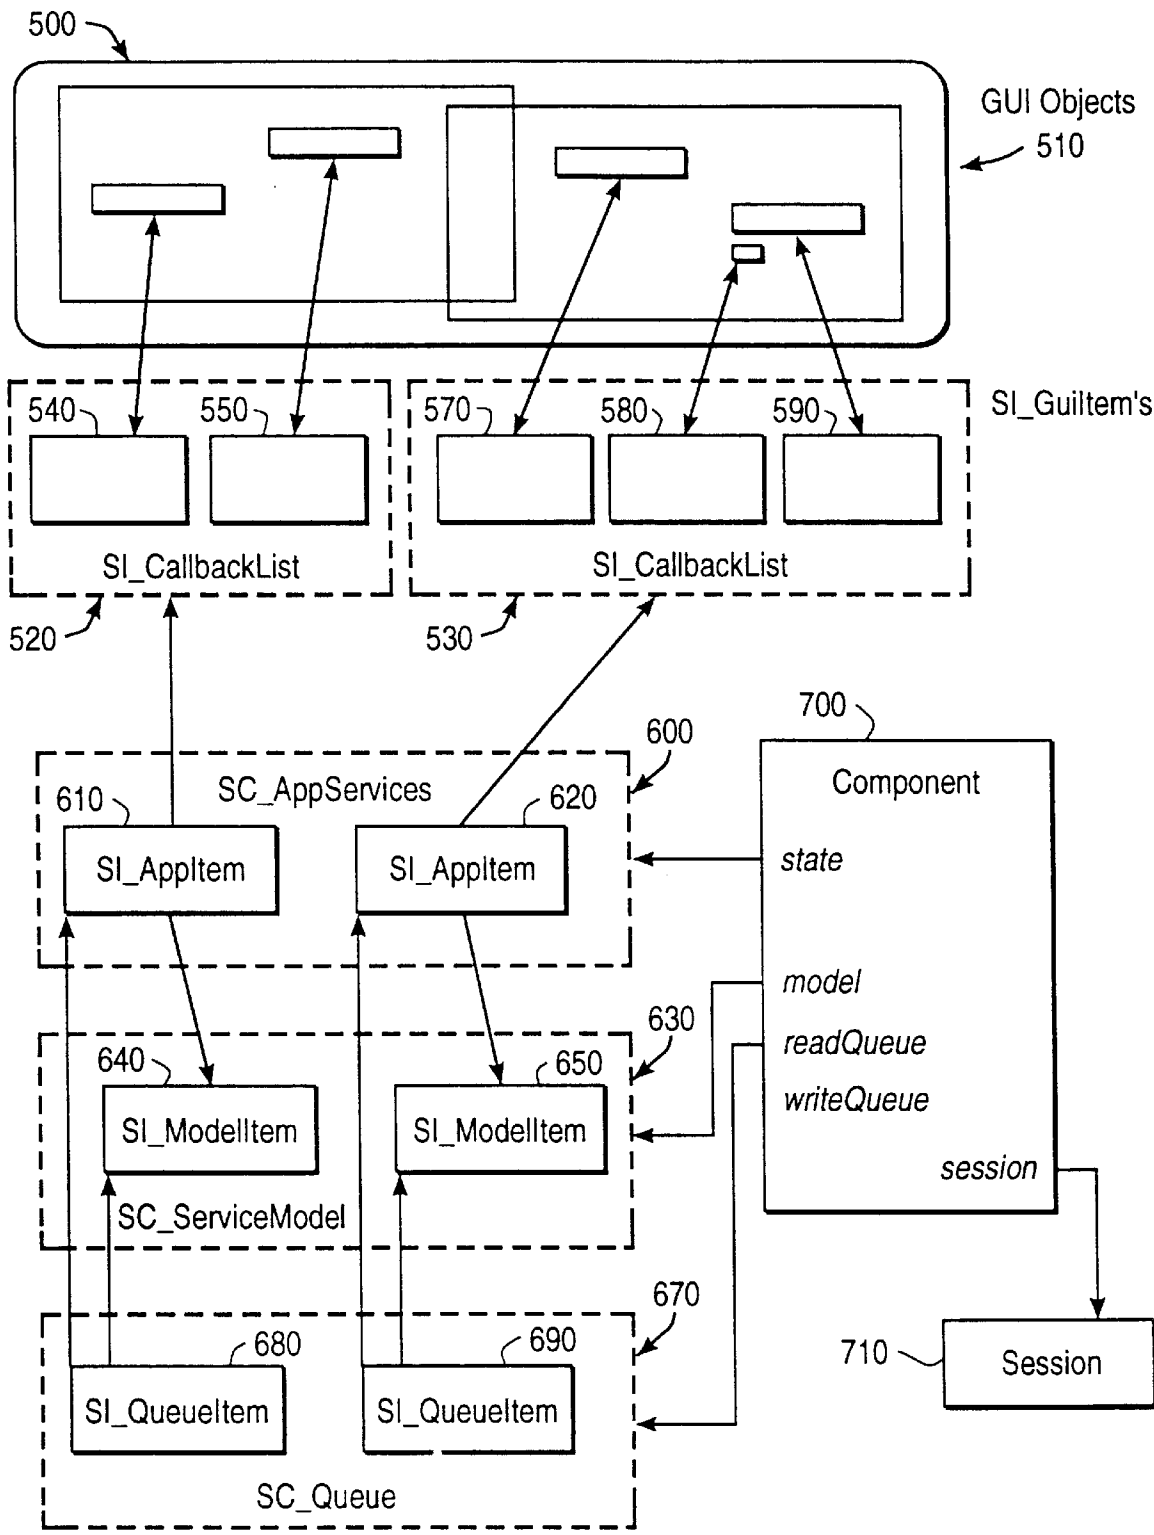 500
GUI Objects
510
SI_GuiItem's
540
550
570
580
590
SI_CallbackList
SI_CallbackList
520
530
700
600
Component
SC_AppServices
610
620
SI_AppItem
SI_AppItem
state
model
630
readQueue
640
650
writeQueue
SI_ModelItem
SI_ModelItem
session
SC_ServiceModel
670
680
690
710
Session
SI_QueueItem
SI_QueueItem
SC_Queue